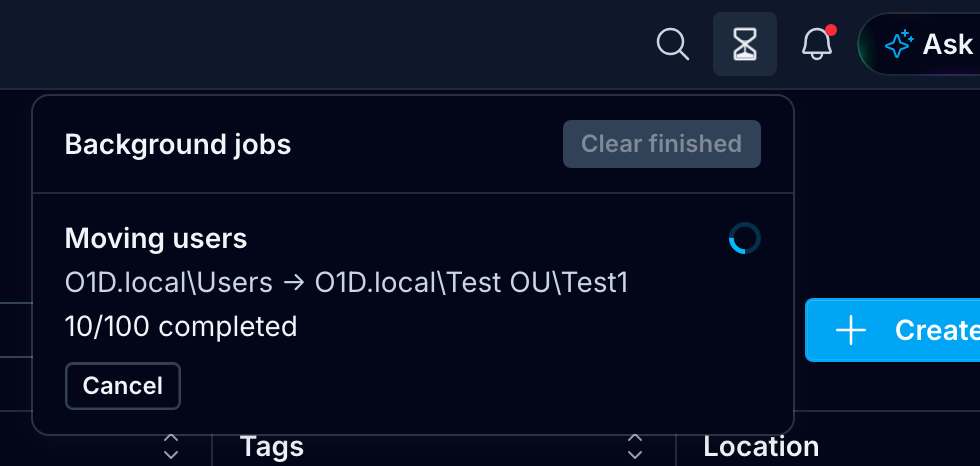 Ask
Background jobs
Clear finished
Moving users
O1D.local\Users → O1D.local\Test OU\Test1
10/100 completed
Cancel
Create
Tags
Location